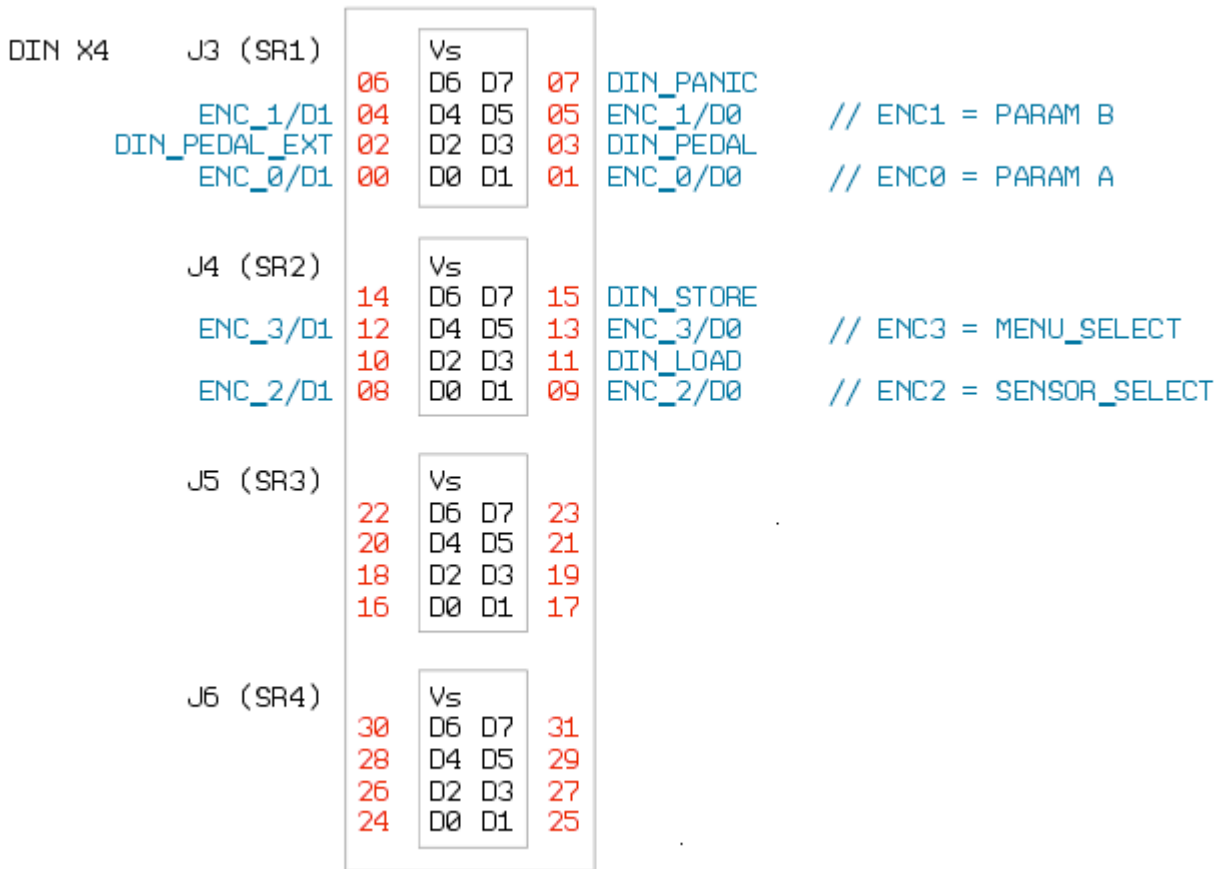 DIN X4 J3 (SR1) Vs
06 D6 D7 07 DIN_PANIC
ENC_1/D1 04 D4 D5 05 ENC_1/D0 // ENC1 = PARAM B
DIN_PEDAL_EXT 02 D2 D3 03 DIN_PEDAL
ENC_0/D1 00 D0 D1 01 ENC_0/D0 // ENC0 = PARAM A
J4 (SR2) Vs
14 D6 D7 15 DIN_STORE
ENC_3/D1 12 D4 D5 13 ENC_3/D0 // ENC3 = MENU_SELECT
10 D2 D3 11 DIN_LOAD
ENC_2/D1 08 D0 D1 09 ENC_2/D0 // ENC2 = SENSOR_SELECT
J5 (SR3) Vs
22 D6 D7 23
20 D4 D5 21
18 D2 D3 19
16 D0 D1 17
J6 (SR4) Vs
30 D6 D7 31
28 D4 D5 29
26 D2 D3 27
24 D0 D1 25